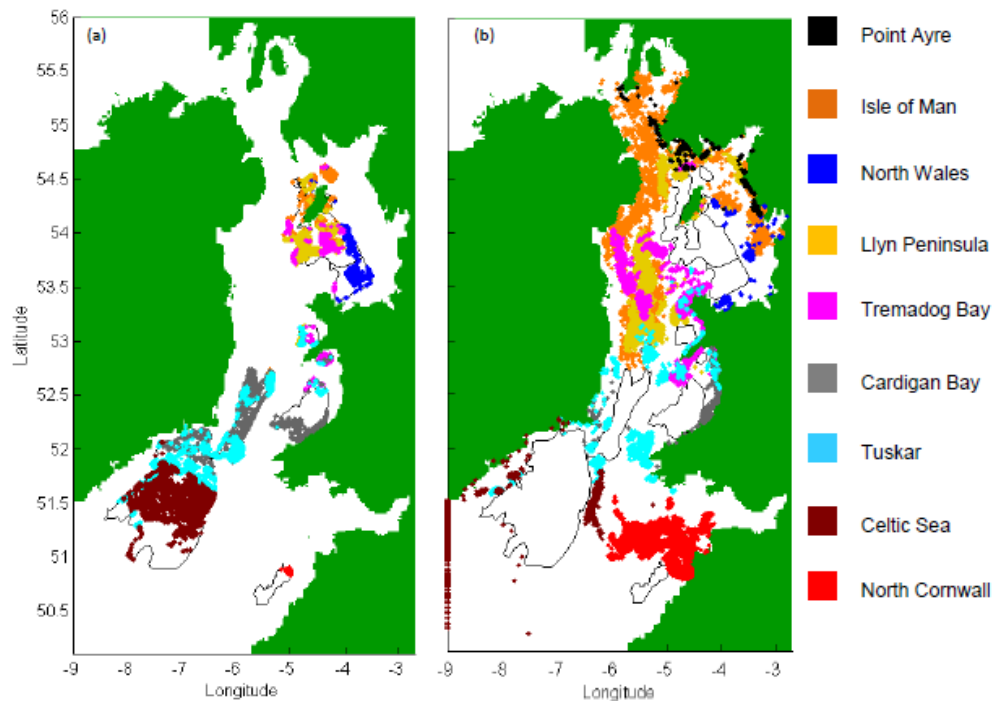 (a)
(b)
56
55.5
55
54.5
54
53.5
53
52.5
52
51.5
51
50.5
Latitude
-9 -8 -7 -6 -5 -4 -3
Longitude
-9 -8 -7 -6 -5 -4 -3
Longitude
Point Ayre
Isle of Man
North Wales
Llyn Peninsula
Tremadog Bay
Cardigan Bay
Tuskar
Celtic Sea
North Cornwall